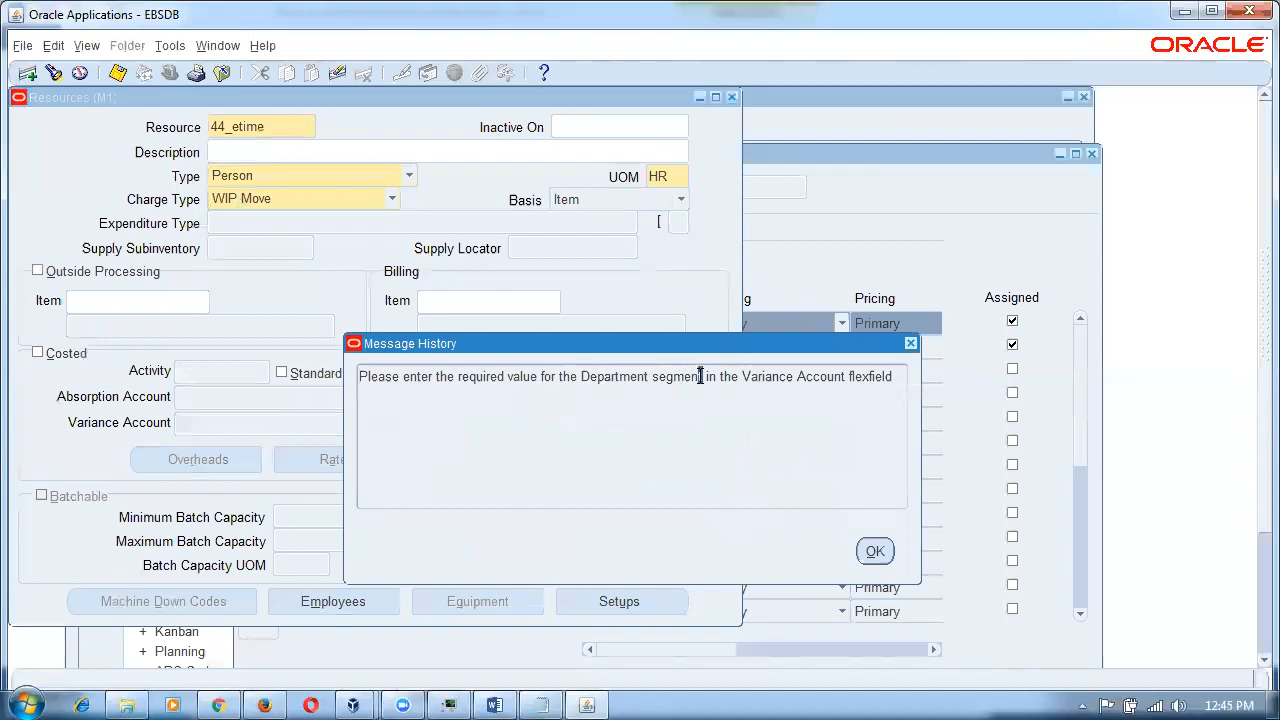 Oracle Applications - EBSDB
File Edit View Folder Tools Window Help
ORACLE
Resources (M1)
Resource 44_etime Inactive On
Description
Type Person UOM HR
Charge Type WIP Move Basis Item
Expenditure Type [
Supply Subinventory Supply Locator
Outside Processing Billing
Item Item
Pricing Assigned
Primary
Costed
Activity Standard
Absorption Account
Variance Account
Overheads
Message History
Please enter the required value for the Department segment in the Variance Account flexfield
OK
Batchable
Minimum Batch Capacity
Maximum Batch Capacity
Batch Capacity UOM
Primary
Machine Down Codes Employees Equipment Setups
Primary
+ Kanban
+ Planning
12:45 PM